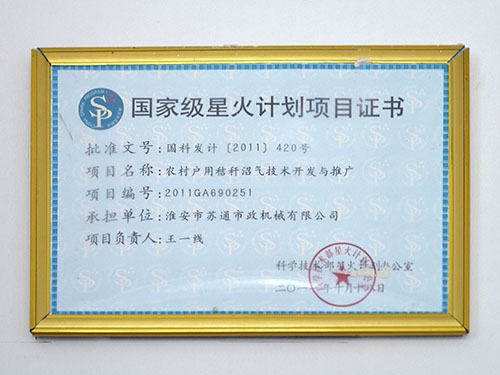 国家级星火计划项目证书
批准文号：国科发计［2011］420号
项目名称：农村户用秸秆沼气技术开发与推广
项目编号：2011GA690251
承担单位：淮安市苏通市政机械有限公司
项目负责人：王一线
科学技术部星火计划办公室